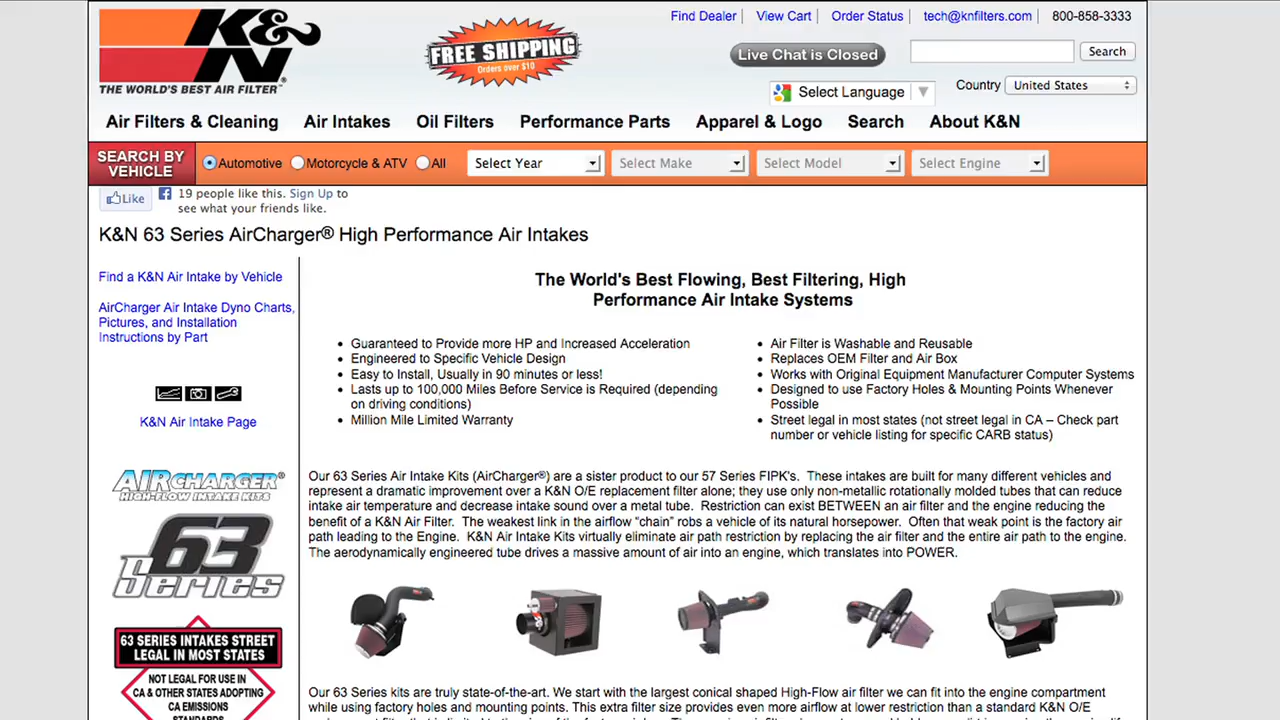 K&N
THE WORLD'S BEST AIR FILTER
FREE SHIPPING
Orders over $10
Find Dealer
View Cart
Order Status
tech@knfilters.com
800-858-3333
Live Chat is Closed
Search
Select Language
Country
United States
Air Filters & Cleaning
Air Intakes
Oil Filters
Performance Parts
Apparel & Logo
Search
About K&N
SEARCH BY
VEHICLE
Automotive
Motorcycle & ATV
All
Select Year
Select Make
Select Model
Select Engine
Like
19 people like this. Sign Up to
see what your friends like.
K&N 63 Series AirCharger® High Performance Air Intakes
Find a K&N Air Intake by Vehicle
AirCharger Air Intake Dyno Charts,
Pictures, and Installation
Instructions by Part
K&N Air Intake Page
AIRCHARGER®
HIGH-FLOW INTAKE KITS
63
Series
63 SERIES INTAKES STREET
LEGAL IN MOST STATES
NOT LEGAL FOR USE IN
CA & OTHER STATES ADOPTING
CA EMISSIONS
STANDARDS
The World's Best Flowing, Best Filtering, High
Performance Air Intake Systems
• Guaranteed to Provide more HP and Increased Acceleration
• Engineered to Specific Vehicle Design
• Easy to Install, Usually in 90 minutes or less!
• Lasts up to 100,000 Miles Before Service is Required (depending
on driving conditions)
• Million Mile Limited Warranty
• Air Filter is Washable and Reusable
• Replaces OEM Filter and Air Box
• Works with Original Equipment Manufacturer Computer Systems
• Designed to use Factory Holes & Mounting Points Whenever
Possible
• Street legal in most states (not street legal in CA – Check part
number or vehicle listing for specific CARB status)
Our 63 Series Air Intake Kits (AirCharger®) are a sister product to our 57 Series FIPK's. These intakes are built for many different vehicles and
represent a dramatic improvement over a K&N O/E replacement filter alone; they use only non-metallic rotationally molded tubes that can reduce
intake air temperature and decrease intake sound over a metal tube. Restriction can exist BETWEEN an air filter and the engine reducing the
benefit of a K&N Air Filter. The weakest link in the airflow “chain” robs a vehicle of its natural horsepower. Often that weak point is the factory air
path leading to the Engine. K&N Air Intake Kits virtually eliminate air path restriction by replacing the air filter and the entire air path to the engine.
The aerodynamically engineered tube drives a massive amount of air into an engine, which translates into POWER.
Our 63 Series kits are truly state-of-the-art. We start with the largest conical shaped High-Flow air filter we can fit into the engine compartment
while using factory holes and mounting points. This extra filter size provides even more airflow at lower restriction than a standard K&N O/E